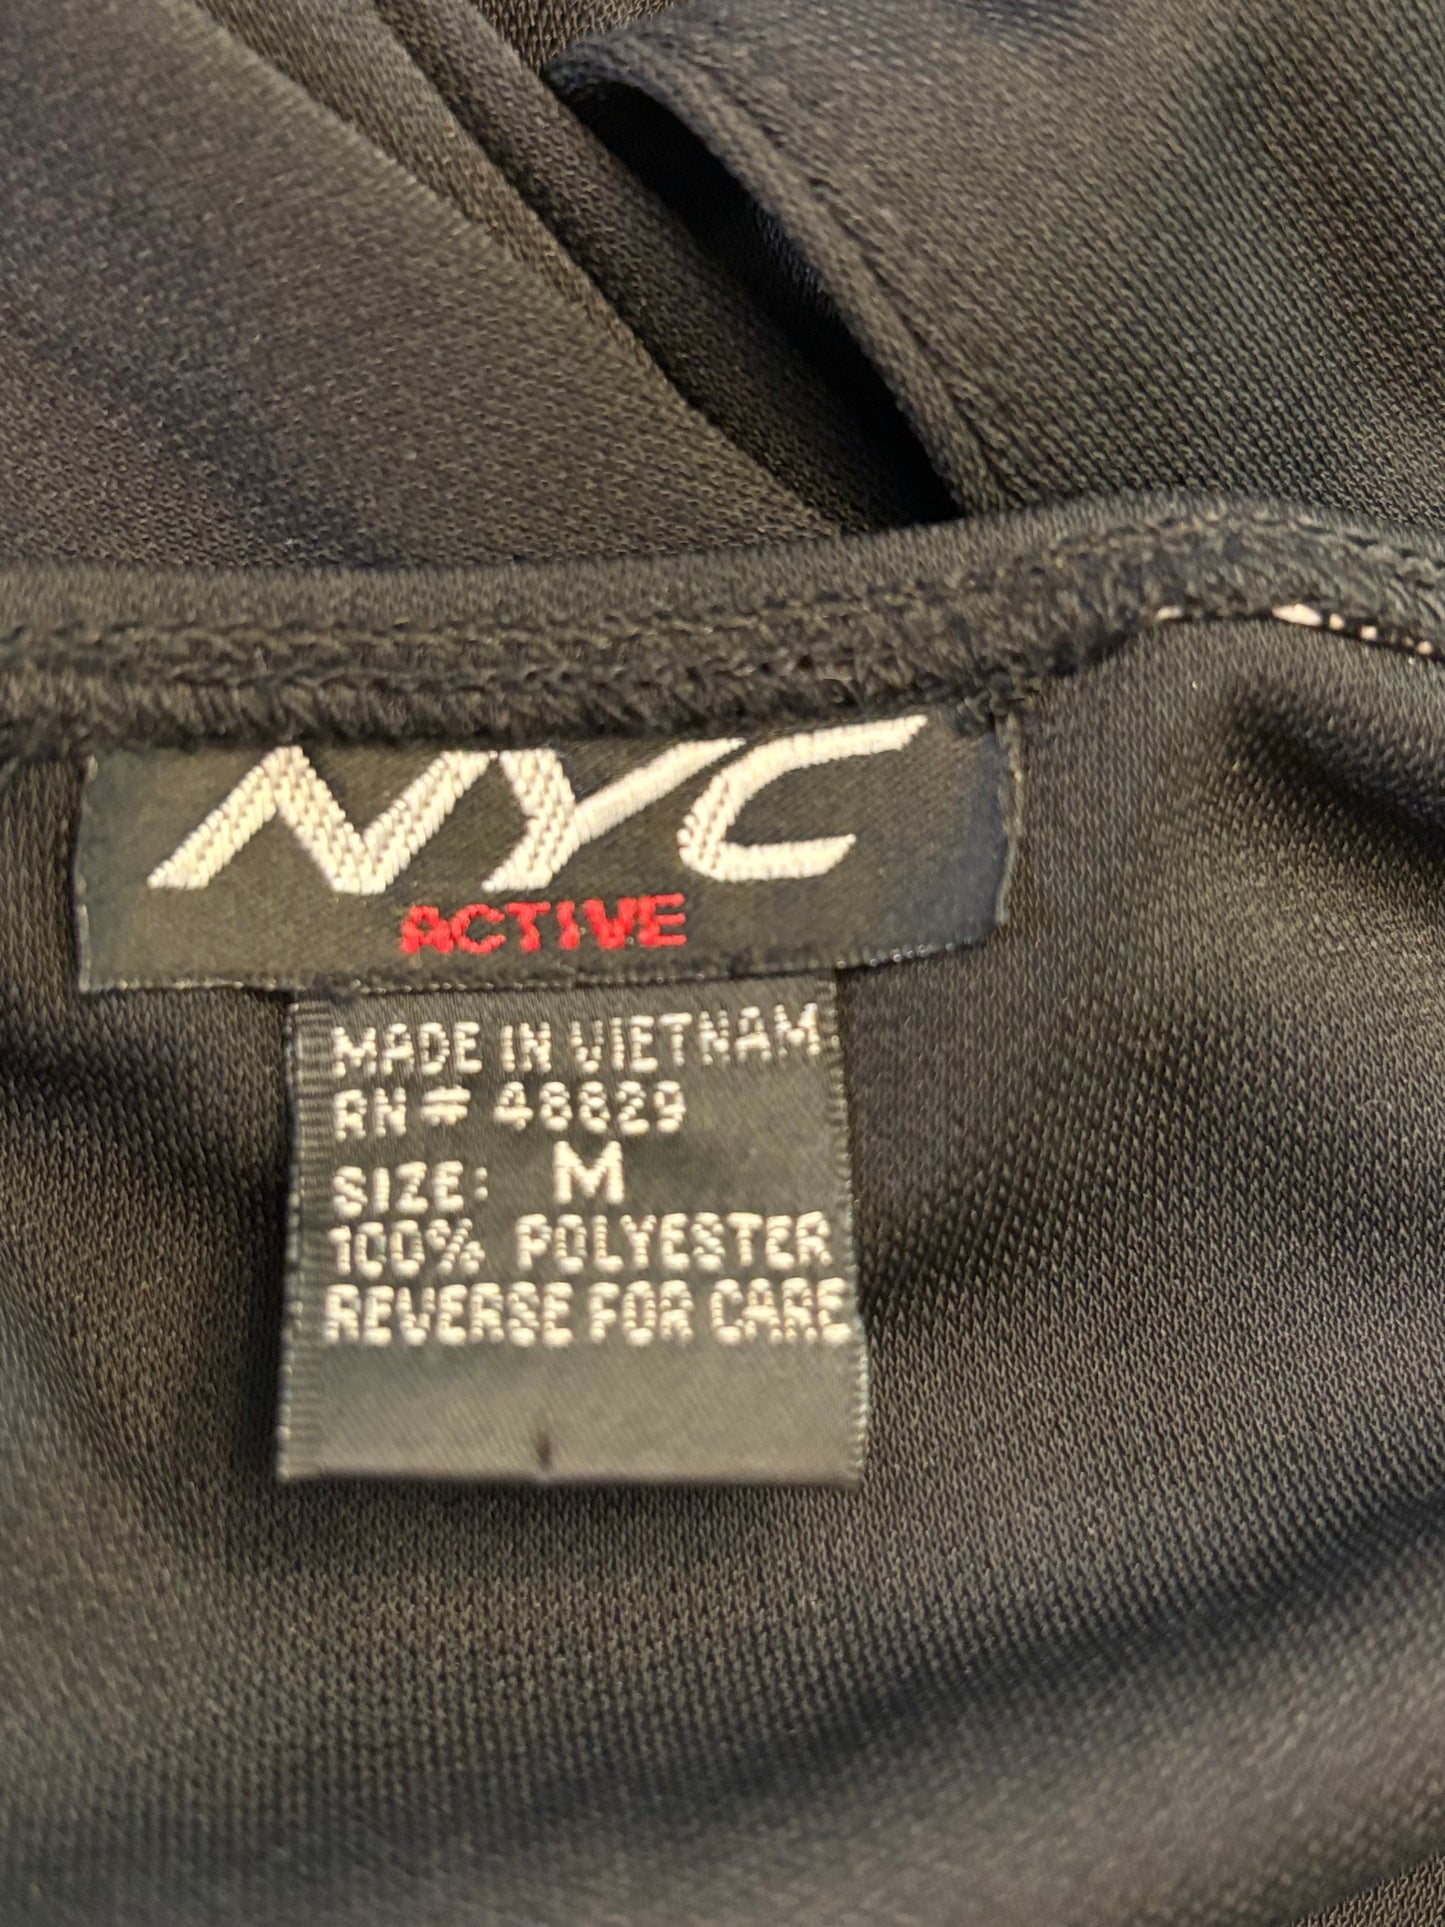 NYC
ACTIVE
MADE IN VIETNAM
RN # 48829
SIZE: M
100% POLYESTER
REVERSE FOR CARE